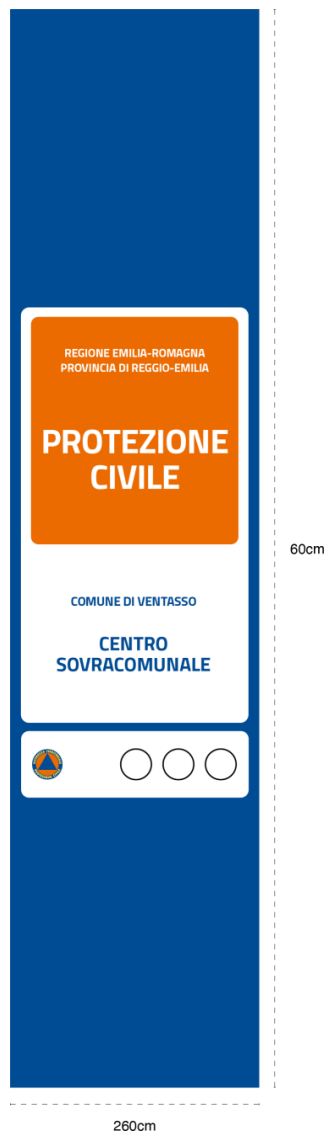 REGIONE EMILIA-ROMAGNA
PROVINCIA DI REGGIO-EMILIA
PROTEZIONE
CIVILE
60cm
COMUNE DI VENTASSO
CENTRO
SOVRACOMUNALE
260cm